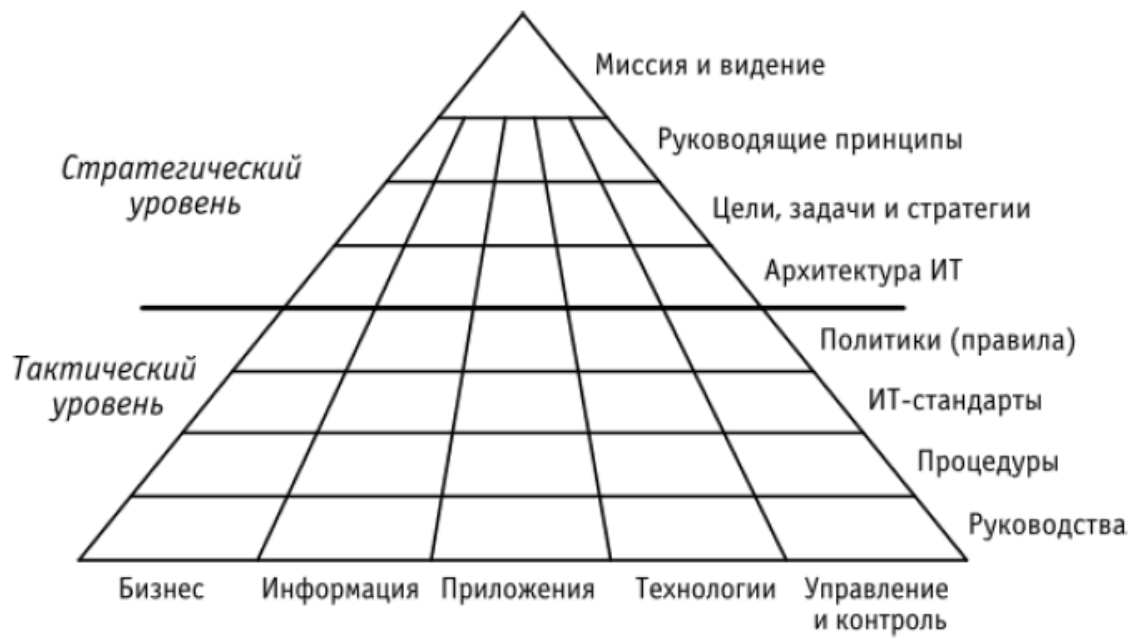 Миссия и видение
Руководящие принципы
Стратегический
уровень
Цели, задачи и стратегии
Архитектура ИТ
Политики (правила)
Тактический
уровень
ИТ-стандарты
Процедуры
Руководства
Бизнес
Информация
Приложения
Технологии
Управление
и контроль